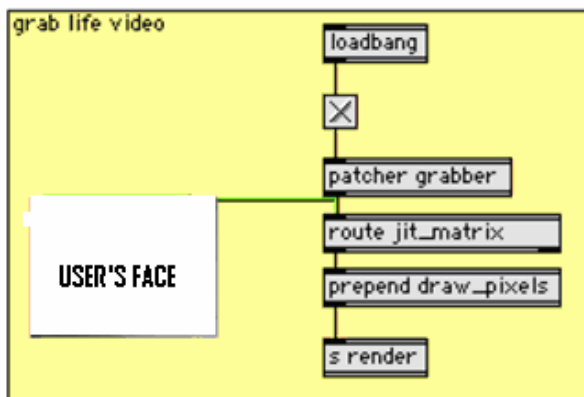 grab life video
loadbang
patcher grabber
route jit_matrix
USER'S FACE
prepend draw_pixels
s render